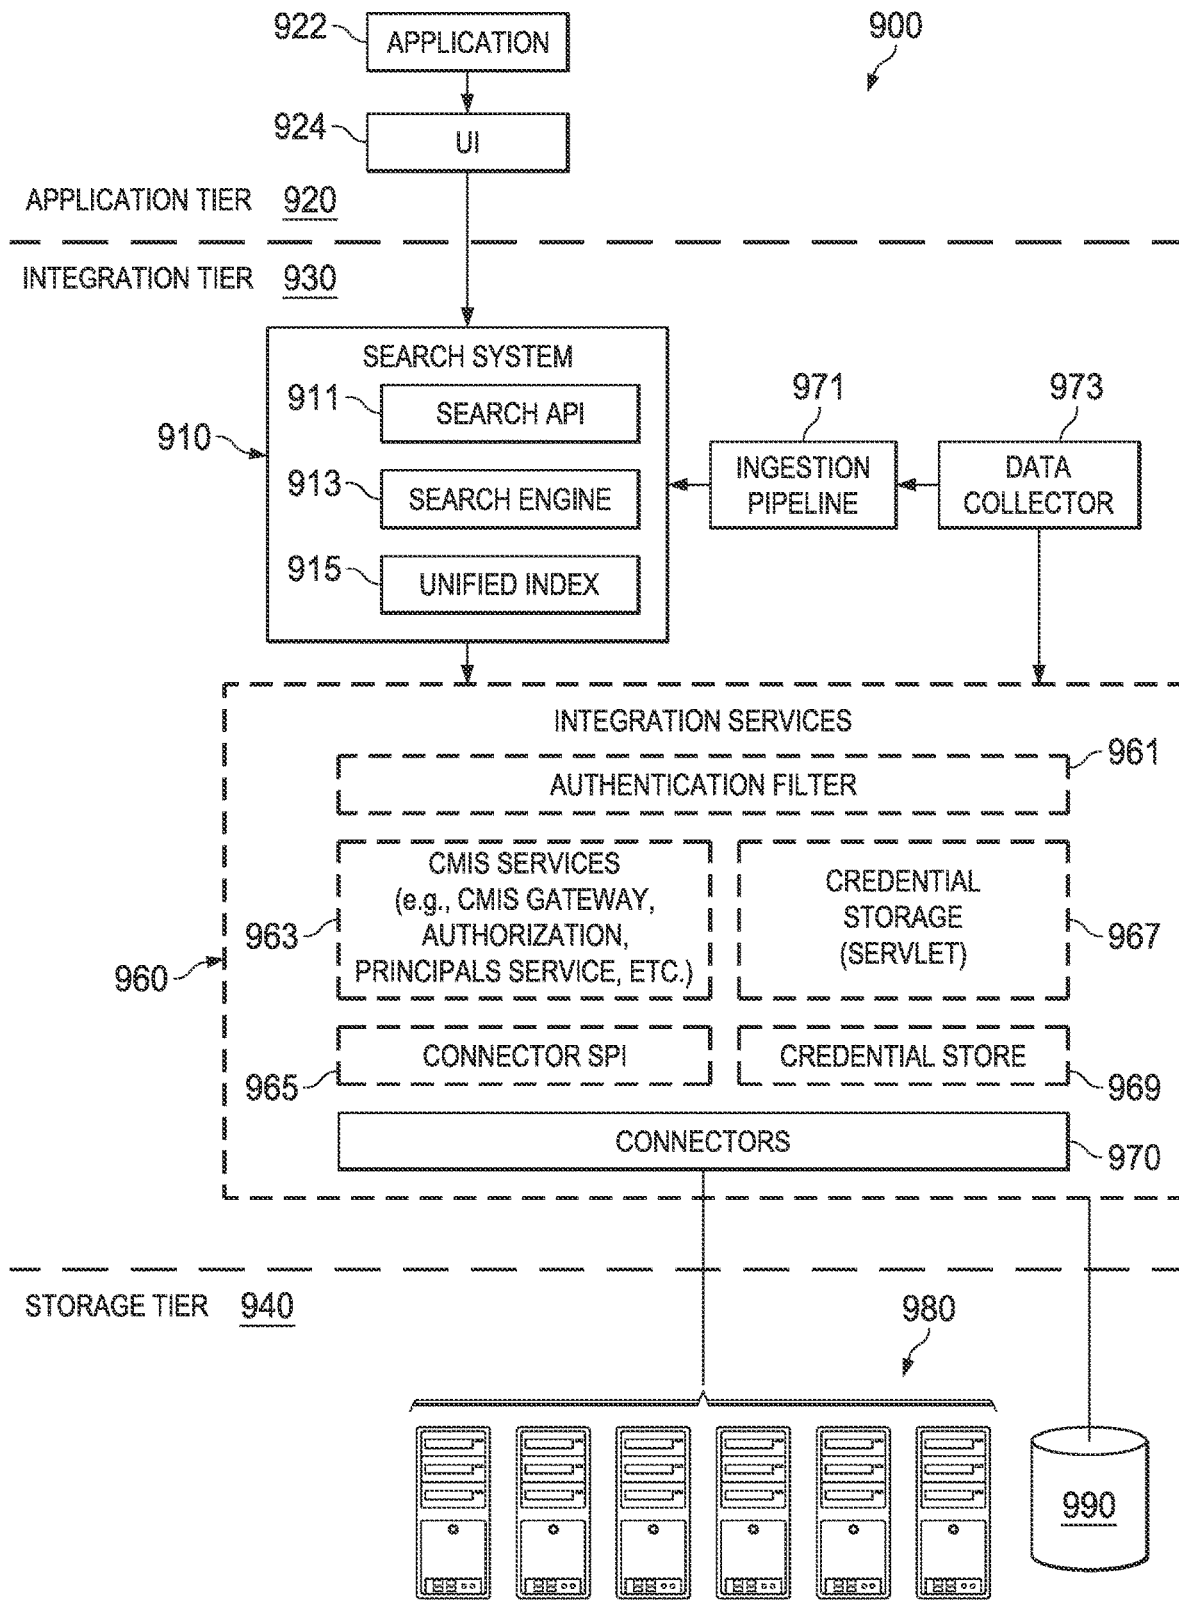 922
APPLICATION
900
924
UI
APPLICATION TIER 920
INTEGRATION TIER 930
SEARCH SYSTEM
911
SEARCH API
910
913
SEARCH ENGINE
915
UNIFIED INDEX
971
INGESTION
PIPELINE
973
DATA
COLLECTOR
INTEGRATION SERVICES
961
AUTHENTICATION FILTER
CMIS SERVICES
(e.g., CMIS GATEWAY,
AUTHORIZATION,
PRINCIPALS SERVICE, ETC.)
963
CREDENTIAL
STORAGE
(SERVLET)
967
960
CONNECTOR SPI
965
CREDENTIAL STORE
969
CONNECTORS
970
STORAGE TIER 940
980
990